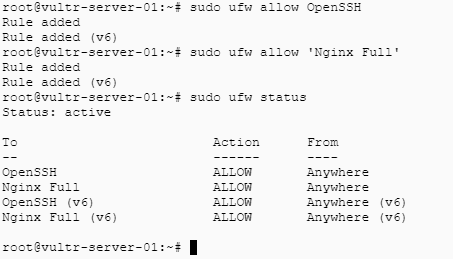 root@vultr-server-01:~# sudo ufw allow OpenSSH
Rule added
Rule added (v6)
root@vultr-server-01:~# sudo ufw allow 'Nginx Full'
Rule added
Rule added (v6)
root@vultr-server-01:~# sudo ufw status
Status: active

To                         Action      From
--                         ------      ----
OpenSSH                    ALLOW       Anywhere
Nginx Full                 ALLOW       Anywhere
OpenSSH (v6)               ALLOW       Anywhere (v6)
Nginx Full (v6)            ALLOW       Anywhere (v6)

root@vultr-server-01:~#